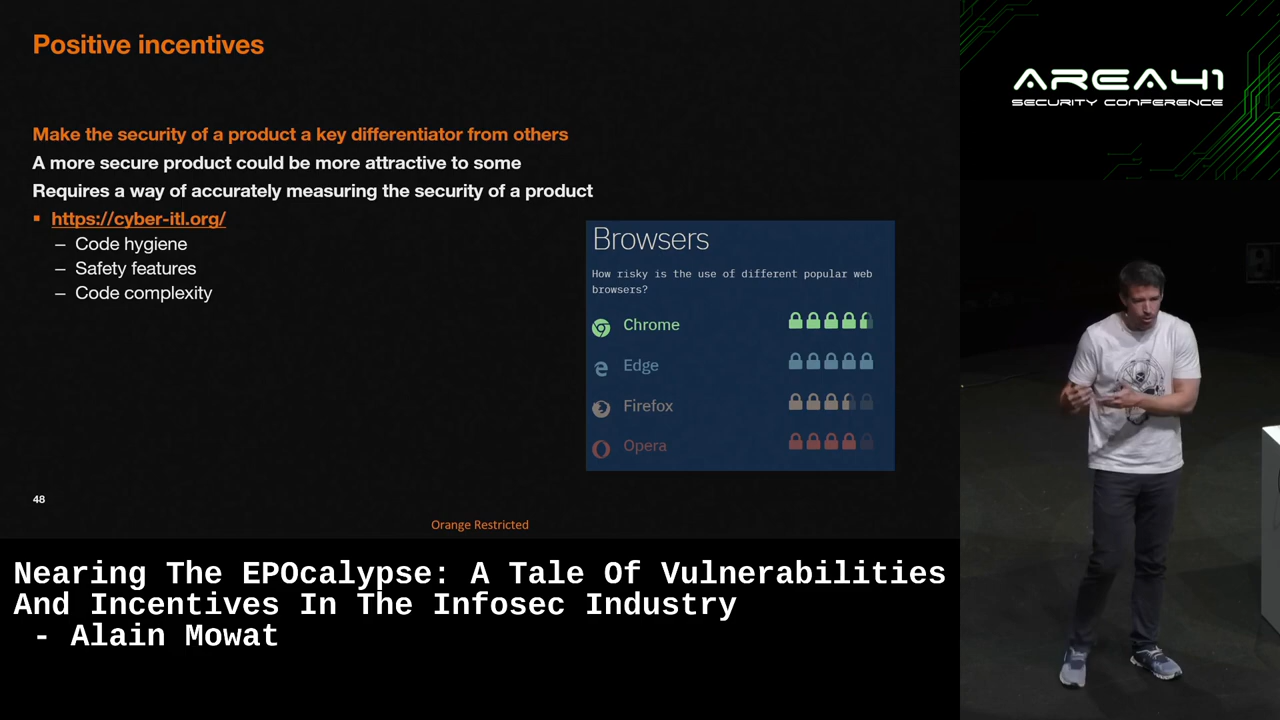 Positive incentives
Make the security of a product a key differentiator from others
A more secure product could be more attractive to some
Requires a way of accurately measuring the security of a product
▪ https://cyber-itl.org/
– Code hygiene
– Safety features
– Code complexity
Browsers
How risky is the use of different popular web
browsers?
Chrome
Edge
Firefox
Opera
48
Orange Restricted
AREA41
SECURITY CONFERENCE
Nearing The EPOcalypse: A Tale Of Vulnerabilities
And Incentives In The Infosec Industry
- Alain Mowat